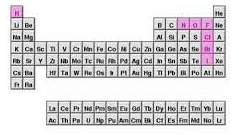 H He
Li Be B C N O F Ne
Na Mg Al Si P S Cl Ar
K Ca Sc Ti V Cr Mn Fe Co Ni Cu Zn Ga Ge As Se Br Kr
Rb Sr Y Zr Nb Mo Tc Ru Rh Pd Ag Cd In Sn Sb Te I Xe
Cs Ba Hf Ta W Re Os Ir Pt Au Hg Tl Pb Bi Po At Rn
Fr Ra
La Ce Pr Nd Pm Sm Eu Gd Tb Dy Ho Er Tm Yb Lu
Ac Th Pa U Np Pu Am Cm Bk Cf Es Fm Md No Lr